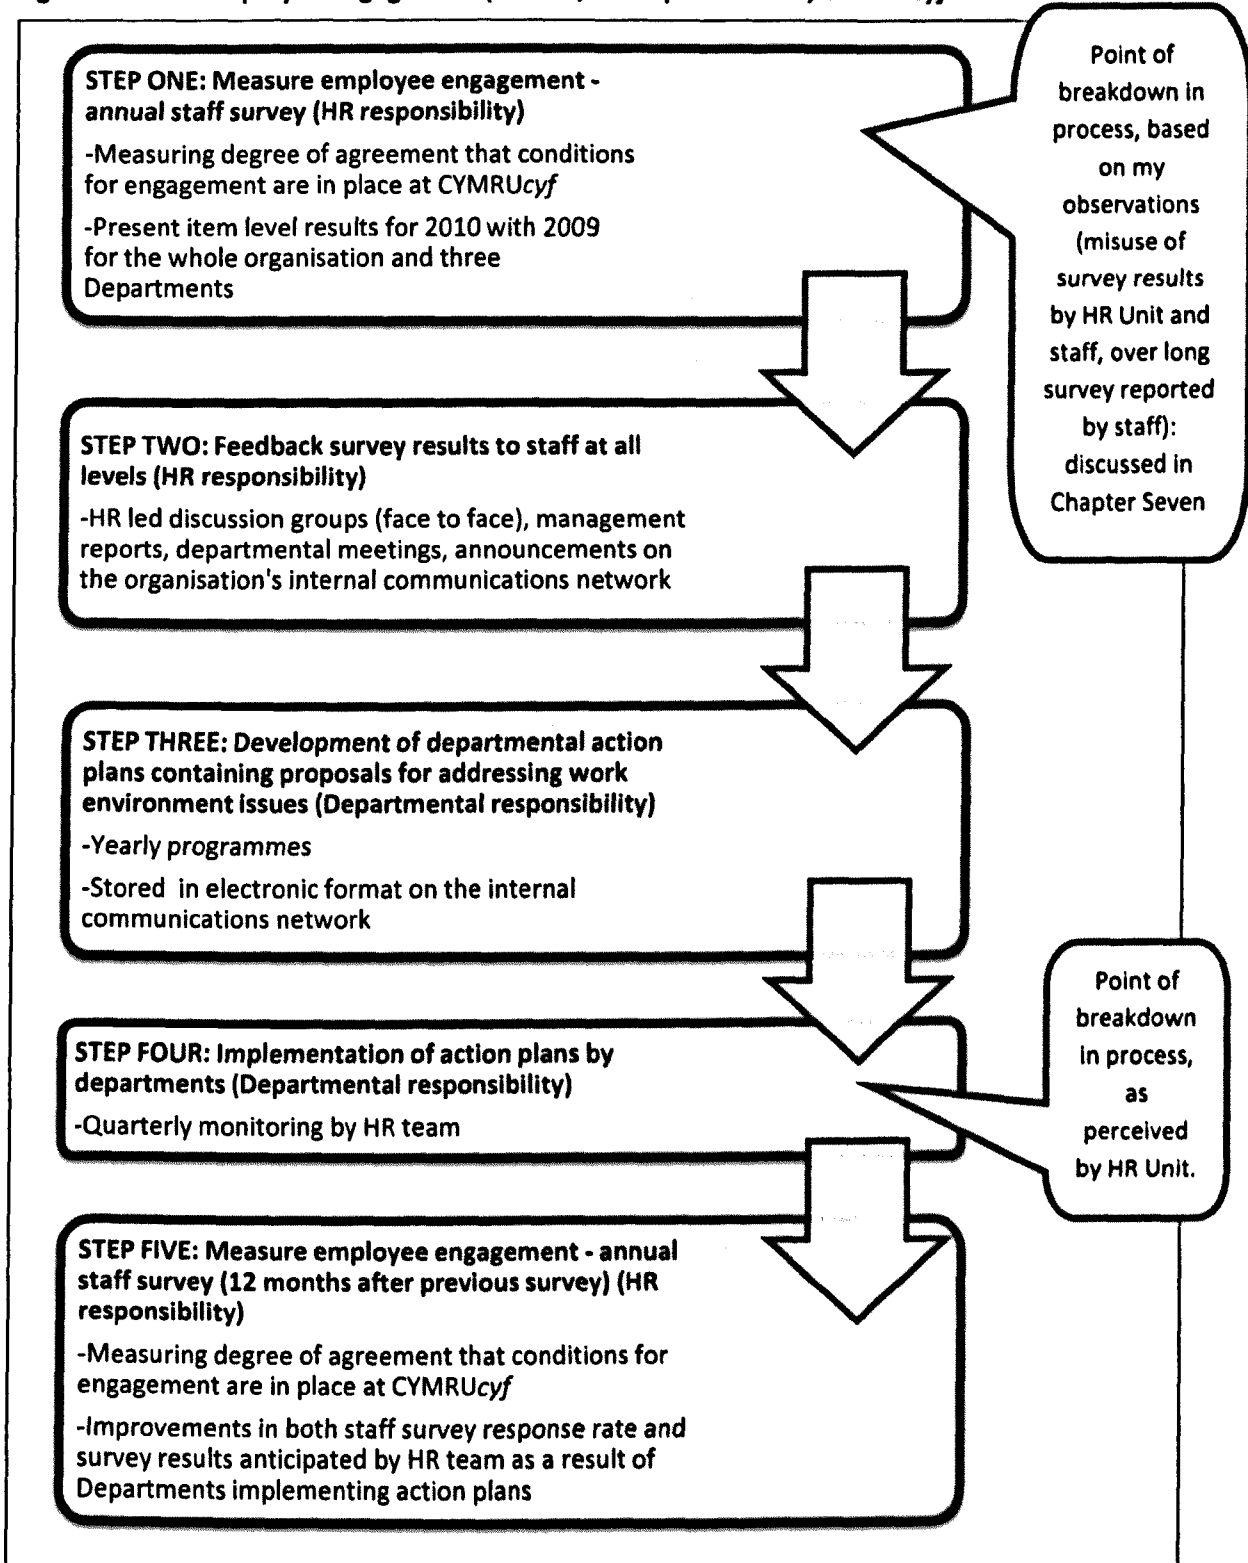 STEP ONE: Measure employee engagement -
annual staff survey (HR responsibility)
-Measuring degree of agreement that conditions
for engagement are in place at CYMRUcyf
-Present item level results for 2010 with 2009
for the whole organisation and three
Departments
Point of
breakdown in
process, based
on my
observations
(misuse of
survey results
by HR Unit and
staff, over long
survey reported
by staff):
discussed in
Chapter Seven
STEP TWO: Feedback survey results to staff at all
levels (HR responsibility)
-HR led discussion groups (face to face), management
reports, departmental meetings, announcements on
the organisation's internal communications network
STEP THREE: Development of departmental action
plans containing proposals for addressing work
environment issues (Departmental responsibility)
-Yearly programmes
-Stored in electronic format on the internal
communications network
STEP FOUR: Implementation of action plans by
departments (Departmental responsibility)
-Quarterly monitoring by HR team
Point of
breakdown
in process,
as
perceived
by HR Unit.
STEP FIVE: Measure employee engagement - annual
staff survey (12 months after previous survey) (HR
responsibility)
-Measuring degree of agreement that conditions for
engagement are in place at CYMRUcyf
-Improvements in both staff survey response rate and
survey results anticipated by HR team as a result of
Departments implementing action plans